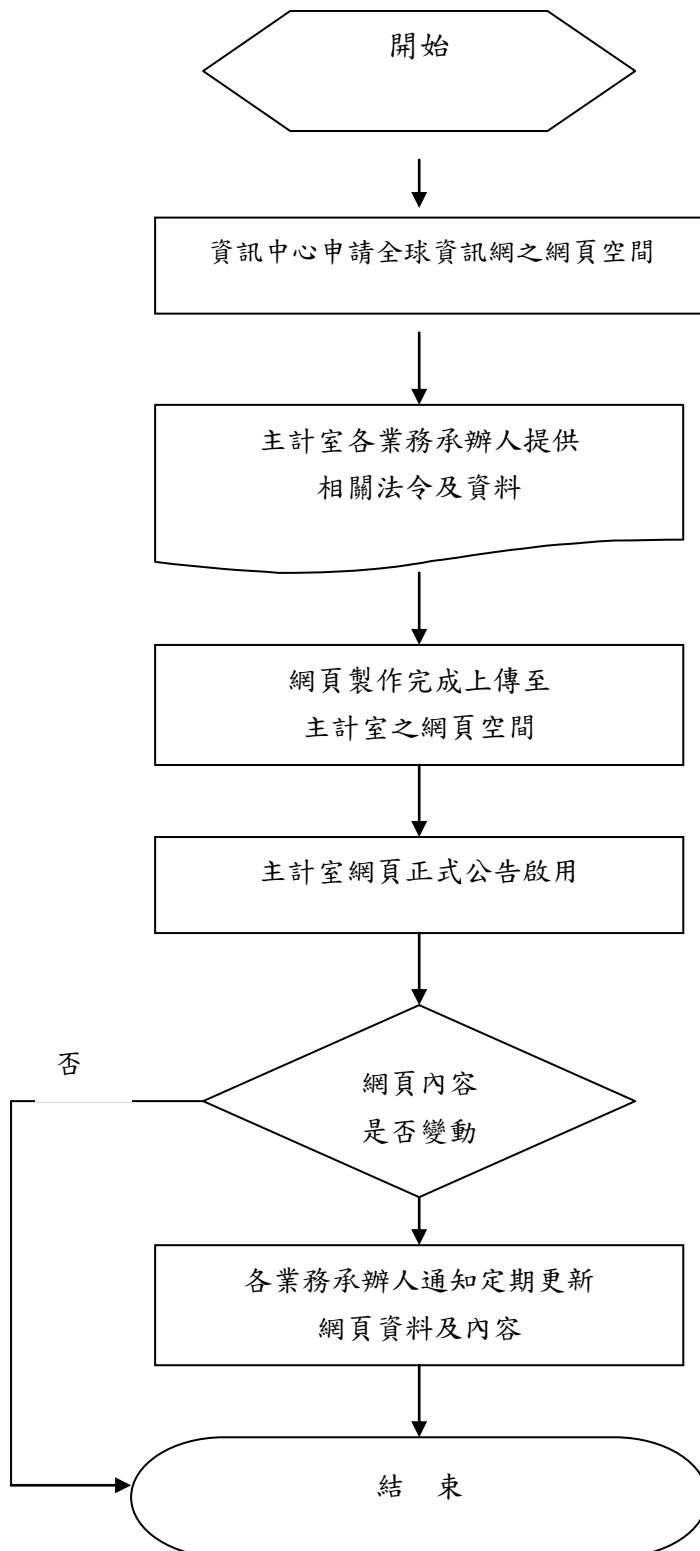 開始
資訊中心申請全球資訊網之網頁空間
主計室各業務承辦人提供
相關法令及資料
網頁製作完成上傳至
主計室之網頁空間
主計室網頁正式公告啟用
否
網頁內容
是否變動
各業務承辦人通知定期更新
網頁資料及內容
結　束